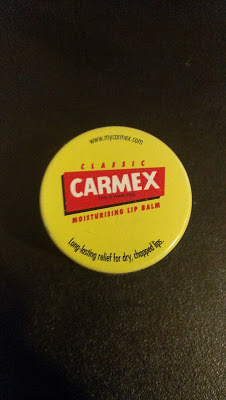 www.mycarmex.com
CLASSIC
CARMEX
MOISTURISING LIP BALM
Long-lasting relief for dry, chapped lips.